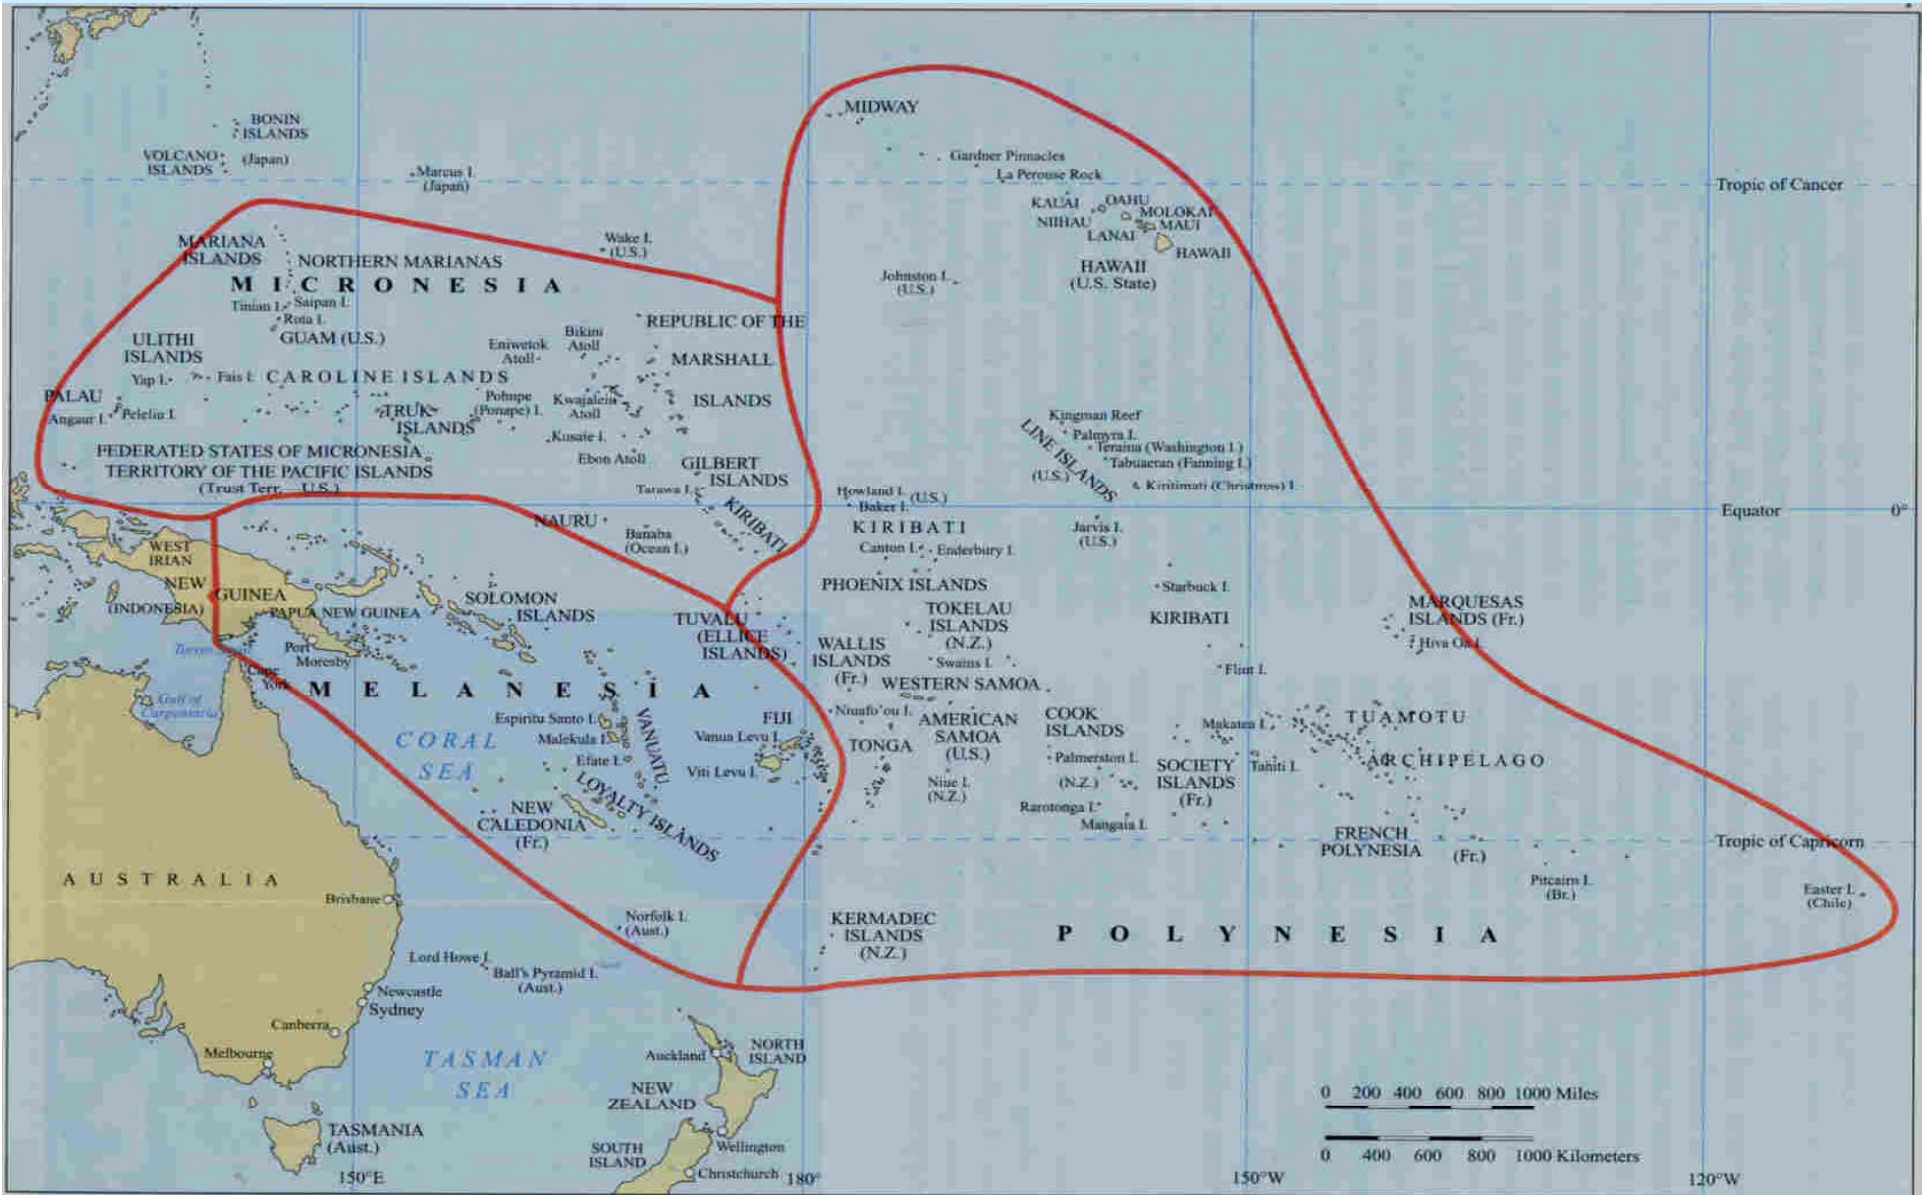 BONIN
ISLANDS
(Japan)
VOLCANO
ISLANDS
Marcus I.
(Japan)
MIDWAY
Gardner Pinnacles
La Perouse Rock
Tropic of Cancer
KAUAI
OAHU
NIIHAU
MOLOKAI
LANAI
MAUI
HAWAII
HAWAII
(U.S. State)
Johnston I.
(U.S.)
Wake I.
(U.S.)
MARIANA
ISLANDS
NORTHERN MARIANAS
MICRONESIA
Tinian I.
Saipan I.
Rota I.
GUAM (U.S.)
ULITHI
ISLANDS
Yap I.
Fais I.
CAROLINE ISLANDS
Eniwetok
Atoll
Bikini
Atoll
REPUBLIC OF THE
MARSHALL
ISLANDS
PALAU
Angaur I.
Peleliu I.
TRUK
ISLANDS
Pohnpe
(Ponape) I.
Kwajalein
Atoll
Kusaie I.
Ebon Atoll
FEDERATED STATES OF MICRONESIA
TERRITORY OF THE PACIFIC ISLANDS
(Trust Terr. U.S.)
GILBERT
ISLANDS
Tarawa I.
KIRIBATI
NAURU
Banaba
(Ocean I.)
Kingman Reef
Palmyra I.
Teraina (Washington I.)
Tabuaeran (Fanning I.)
LINE ISLANDS
(U.S.)
Kiritimati (Christmas) I.
Howland I.
(U.S.)
Baker I.
Equator
0°
KIRIBATI
Jarvis I.
(U.S.)
Canton I.
Enderbury I.
PHOENIX ISLANDS
Starbuck I.
KIRIBATI
WEST
IRIAN
NEW
GUINEA
(INDONESIA)
PAPUA NEW GUINEA
Port
Moresby
SOLOMON
ISLANDS
TUVALU
(ELLICE
ISLANDS)
TOKELAU
ISLANDS
(N.Z.)
Swains I.
WALLIS
ISLANDS
(Fr.)
MARQUESAS
ISLANDS (Fr.)
Hiva Oa I.
Flint I.
Cape
York
Gulf of
Carpentaria
MELANESIA
WESTERN SAMOA
Niuafo'ou I.
AMERICAN
SAMOA
(U.S.)
COOK
ISLANDS
Espiritu Santo I.
Malekula I.
Efate I.
VANUATU
FIJI
Vanua Levu I.
Viti Levu I.
TONGA
Niue I.
(N.Z.)
Palmerston I.
(N.Z.)
Rarotonga I.
Mangaia I.
SOCIETY
ISLANDS
(Fr.)
Makatea I.
Tahiti I.
TUAMOTU
ARCHIPELAGO
CORAL
SEA
LOYALTY ISLANDS
NEW
CALEDONIA
(Fr.)
FRENCH
POLYNESIA
(Fr.)
Tropic of Capricorn
Pitcairn I.
(Br.)
Easter I.
(Chile)
AUSTRALIA
Brisbane
Norfolk I.
(Aust.)
KERMADEC
ISLANDS
(N.Z.)
POLYNESIA
Lord Howe I.
Ball's Pyramid I.
(Aust.)
Newcastle
Sydney
Canberra
Melbourne
TASMAN
SEA
Auckland
NORTH
ISLAND
NEW
ZEALAND
TASMANIA
(Aust.)
SOUTH
ISLAND
Wellington
Christchurch
0 200 400 600 800 1000 Miles
0 400 600 800 1000 Kilometers
150°E
180°
150°W
120°W